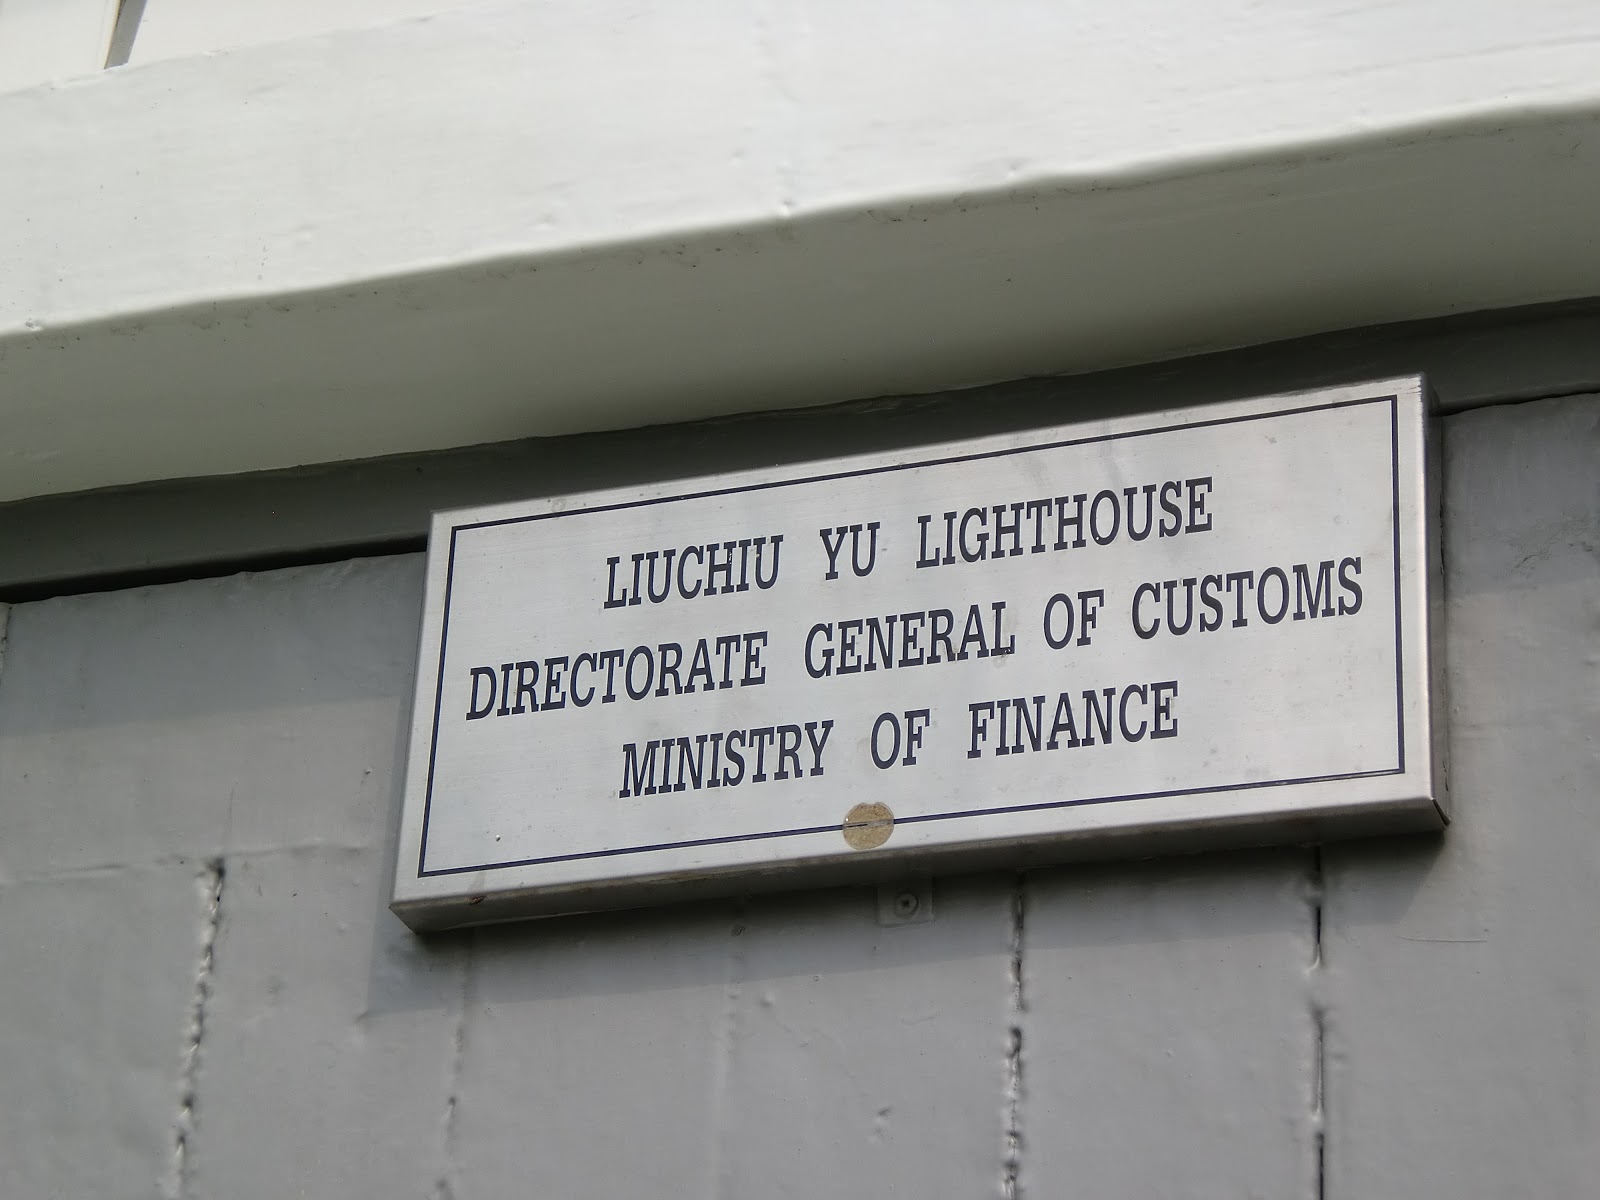 LIUCHIU YU LIGHTHOUSE
DIRECTORATE GENERAL OF CUSTOMS
MINISTRY OF FINANCE